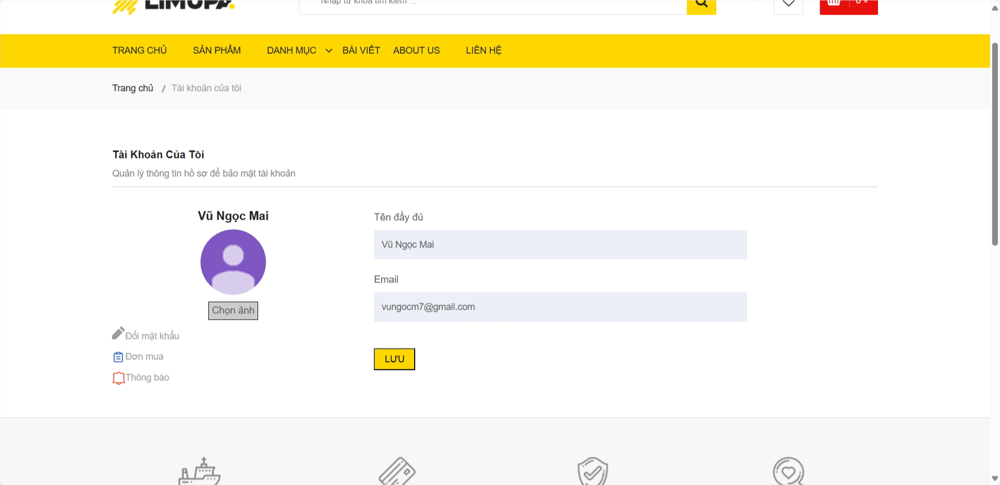 LIMUPA.
Nhập từ khóa tìm kiếm ...
0 đ
TRANG CHỦ SẢN PHẨM DANH MỤC BÀI VIẾT ABOUT US LIÊN HỆ
Trang chủ / Tài khoản của tôi
Tài Khoản Của Tôi
Quản lý thông tin hồ sơ để bảo mật tài khoản
Vũ Ngọc Mai
Chọn ảnh
Đổi mật khẩu
Đơn mua
Thông báo
Tên đầy đủ
Vũ Ngọc Mai
Email
vungocm7@gmail.com
LƯU